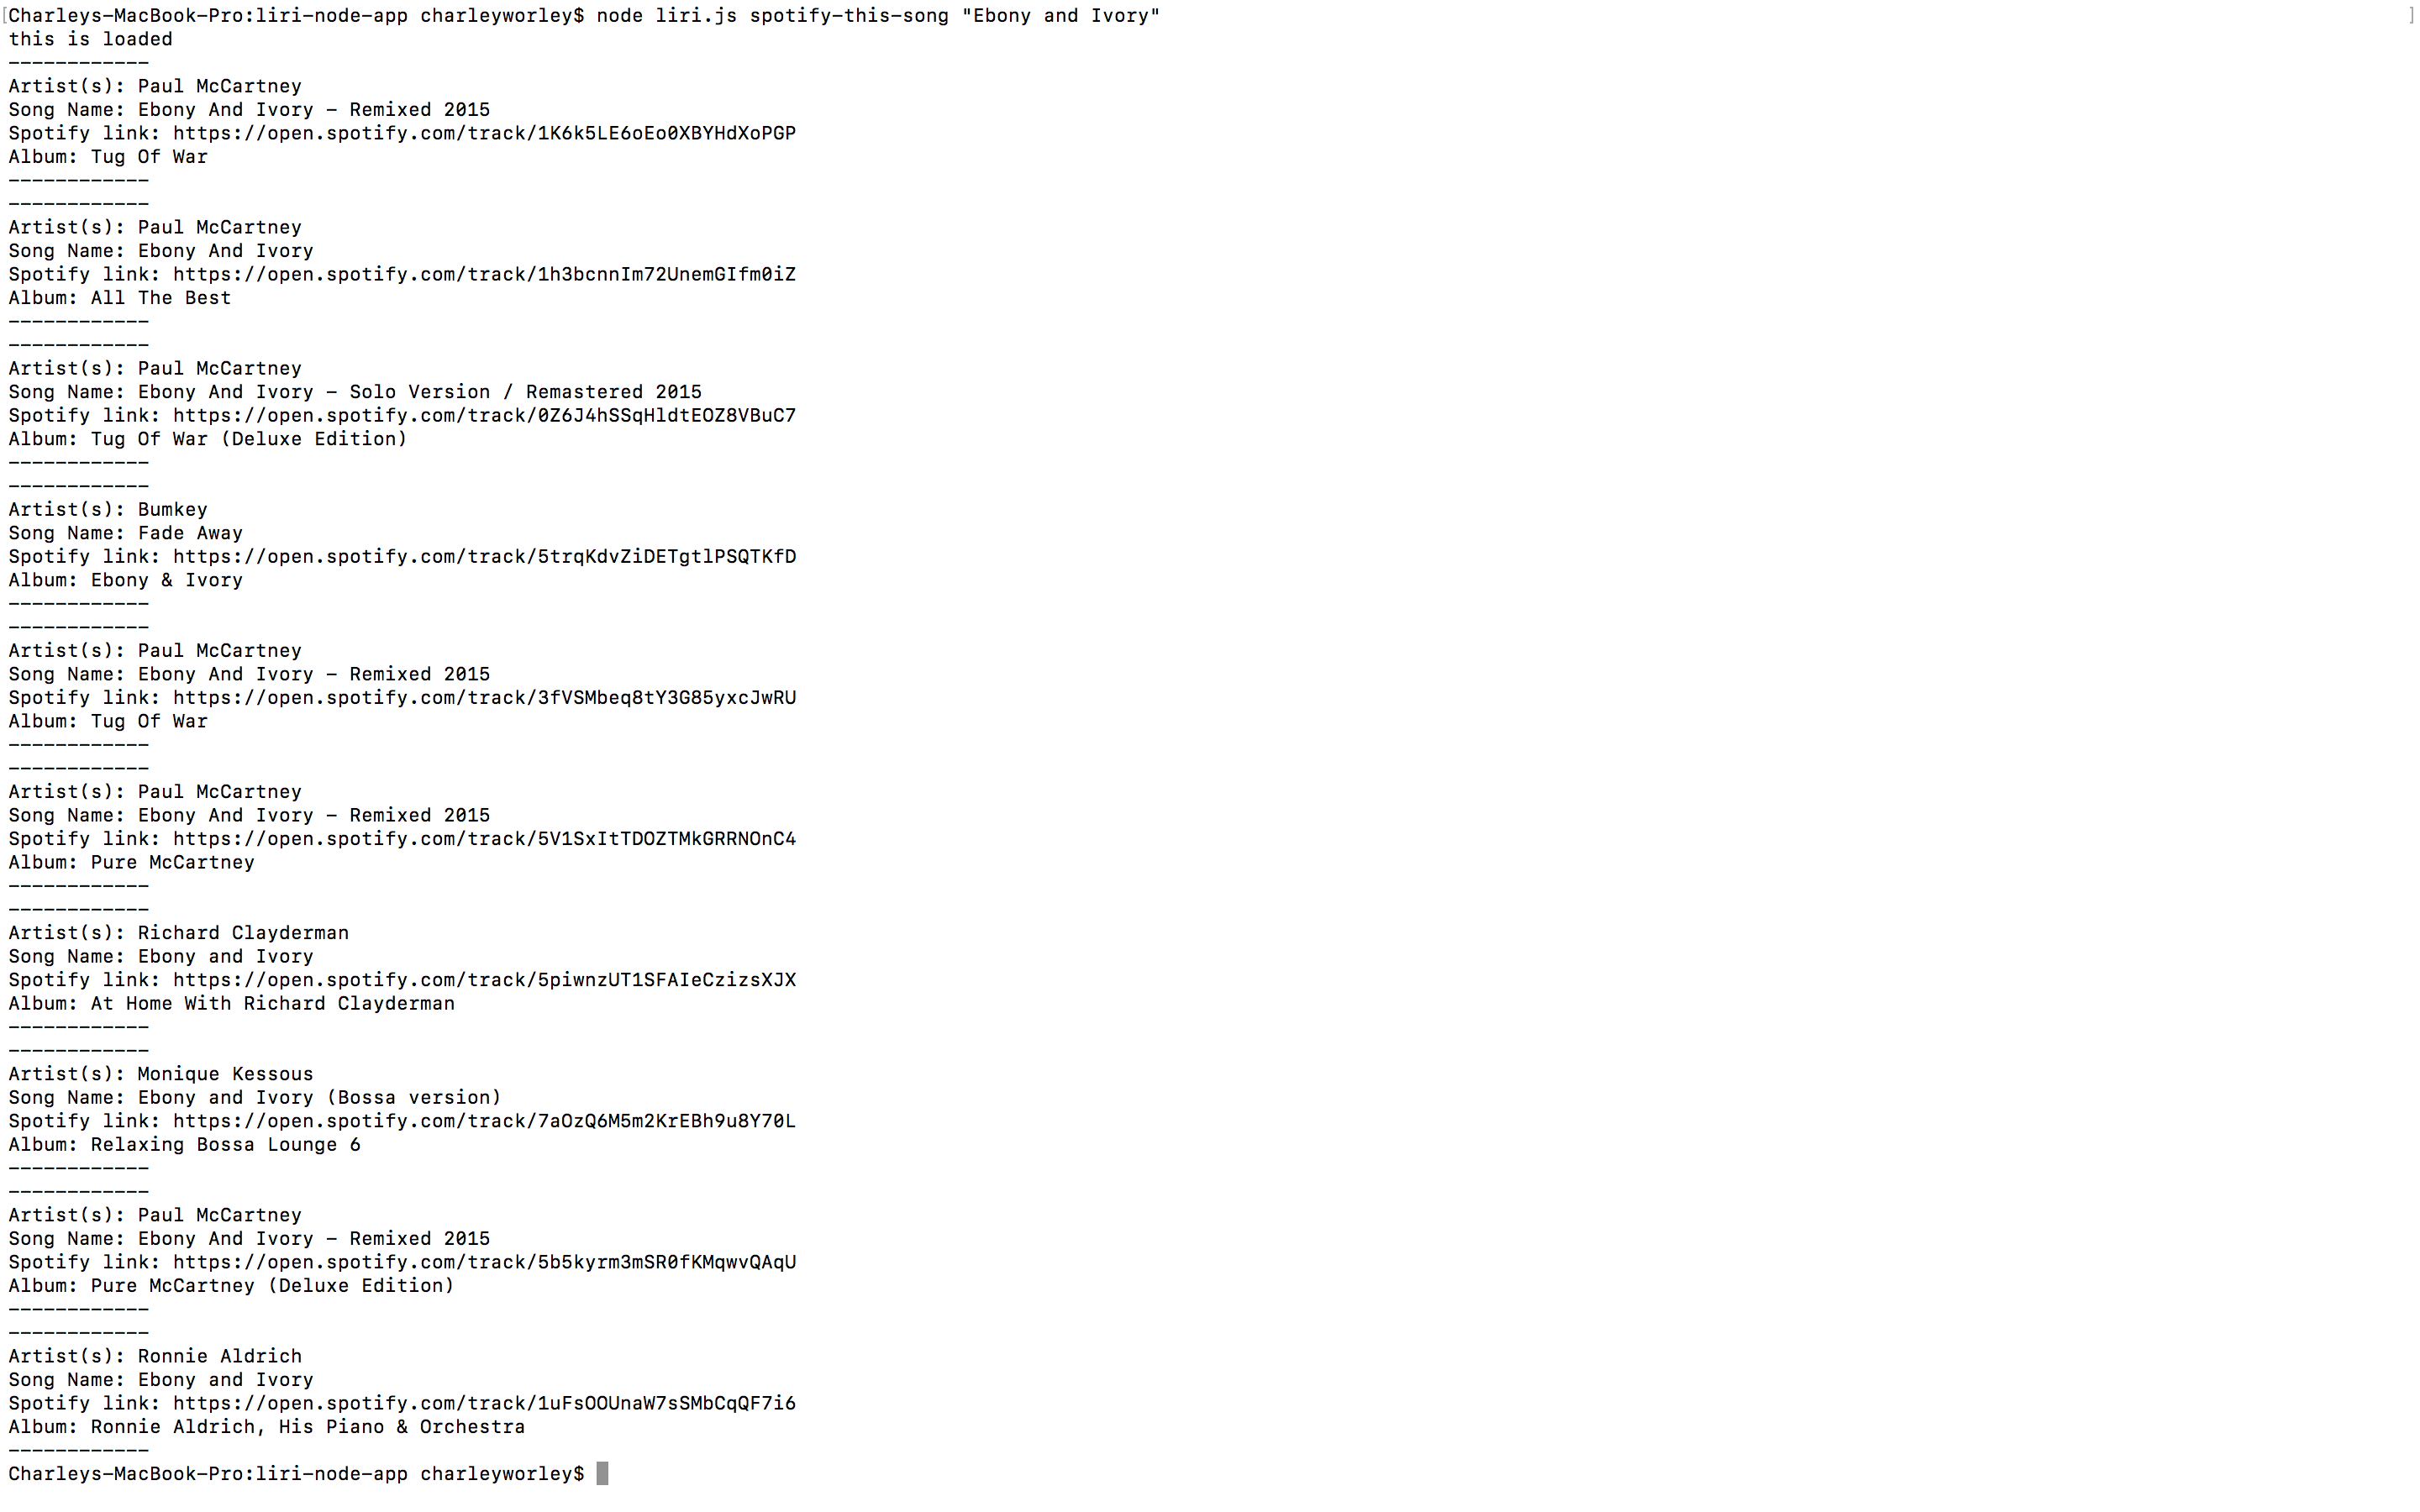 [Charleys-MacBook-Pro:liri-node-app charleyworley$ node liri.js spotify-this-song "Ebony and Ivory" ]
this is loaded
------------
Artist(s): Paul McCartney
Song Name: Ebony And Ivory - Remixed 2015
Spotify link: https://open.spotify.com/track/1K6k5LE6oEo0XBYHdXoPGP
Album: Tug Of War
------------
------------
Artist(s): Paul McCartney
Song Name: Ebony And Ivory
Spotify link: https://open.spotify.com/track/1h3bcnnIm72UnemGIfm0iZ
Album: All The Best
------------
------------
Artist(s): Paul McCartney
Song Name: Ebony And Ivory - Solo Version / Remastered 2015
Spotify link: https://open.spotify.com/track/0Z6J4hSSqHldtEOZ8VBuC7
Album: Tug Of War (Deluxe Edition)
------------
------------
Artist(s): Bumkey
Song Name: Fade Away
Spotify link: https://open.spotify.com/track/5trqKdvZiDETgtlPSQTKfD
Album: Ebony & Ivory
------------
------------
Artist(s): Paul McCartney
Song Name: Ebony And Ivory - Remixed 2015
Spotify link: https://open.spotify.com/track/3fVSMbeq8tY3G85yxcJwRU
Album: Tug Of War
------------
------------
Artist(s): Paul McCartney
Song Name: Ebony And Ivory - Remixed 2015
Spotify link: https://open.spotify.com/track/5V1SxItTDOZTMkGRRNOnC4
Album: Pure McCartney
------------
------------
Artist(s): Richard Clayderman
Song Name: Ebony and Ivory
Spotify link: https://open.spotify.com/track/5piwnzUT1SFAIeCzizsXJX
Album: At Home With Richard Clayderman
------------
------------
Artist(s): Monique Kessous
Song Name: Ebony and Ivory (Bossa version)
Spotify link: https://open.spotify.com/track/7aOzQ6M5m2KrEBh9u8Y70L
Album: Relaxing Bossa Lounge 6
------------
------------
Artist(s): Paul McCartney
Song Name: Ebony And Ivory - Remixed 2015
Spotify link: https://open.spotify.com/track/5b5kyrm3mSR0fKMqwvQAqU
Album: Pure McCartney (Deluxe Edition)
------------
------------
Artist(s): Ronnie Aldrich
Song Name: Ebony and Ivory
Spotify link: https://open.spotify.com/track/1uFsOOUnaW7sSMbCqQF7i6
Album: Ronnie Aldrich, His Piano & Orchestra
------------
Charleys-MacBook-Pro:liri-node-app charleyworley$